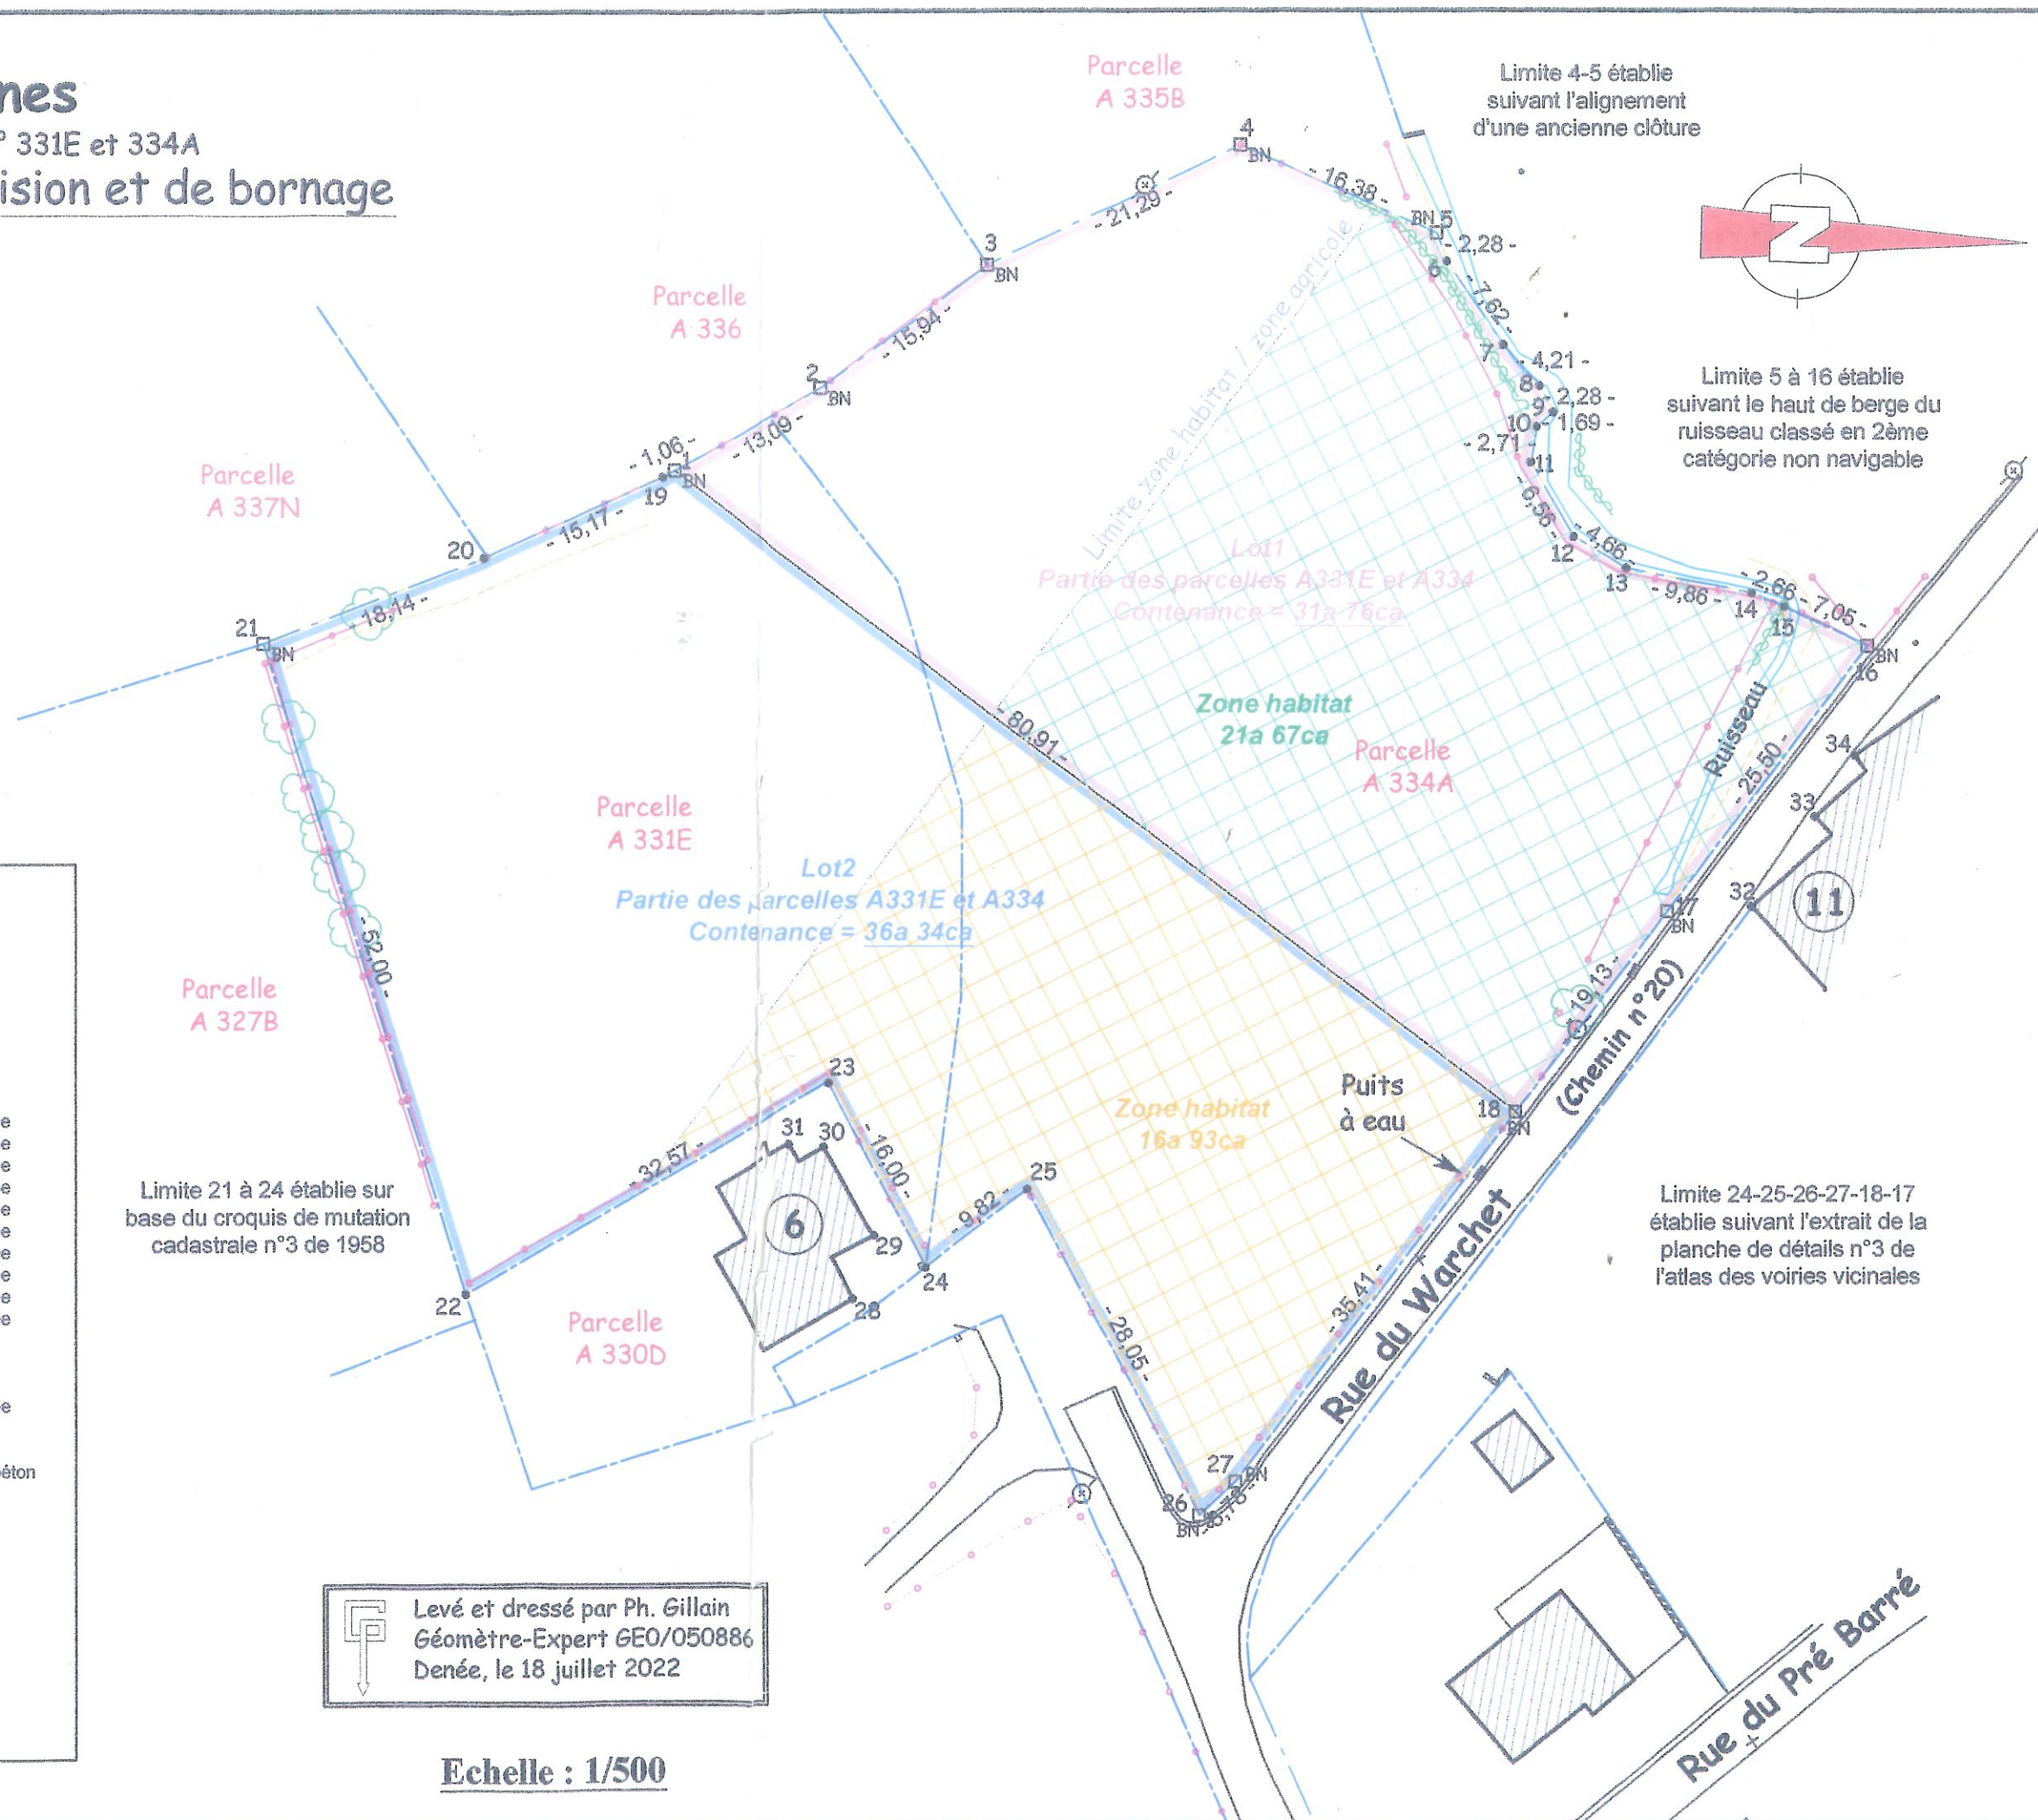 nes
° 331E et 334A
ision et de bornage
Parcelle
A 335B
Limite 4-5 établie
suivant l'alignement
d'une ancienne clôture
4
BN
- 16,38 -
- 21,29 -
BN 5
- 2,28 -
6
3
BN
Z
Parcelle
A 336
- 15,94 -
- 7,62 -
7
- 4,21 -
8
- 2,28 -
9
10
- 1,69 -
- 2,71 -
11
2
BN
Limite 5 à 16 établie
suivant le haut de berge du
ruisseau classé en 2ème
catégorie non navigable
Limite zone habitat / zone agricole
- 13,09 -
- 1,06 -
1
BN
19
Parcelle
A 337N
- 15,17 -
20
- 6,56 -
12
- 4,66 -
13
- 9,86 -
14
- 2,66 -
15
- 7,05 -
BN
16
Lot1
Partie des parcelles A331E et A334
Contenance = 31a 76ca
- 18,14 -
21
BN
Zone habitat
21a 67ca
Parcelle
A 334A
- 80,91 -
Ruisseau
- 25,50 -
34
33
32
11
17
BN
Parcelle
A 331E
Lot2
Partie des parcelles A331E et A334
Contenance = 36a 34ca
- 52,00 -
Parcelle
A 327B
- 19,13 -
(Chemin n°20)
23
Puits
à eau
18
BN
Zone habitat
16a 93ca
31
30
- 16,00 -
- 32,57 -
25
- 9,82 -
6
29
24
28
22
Limite 21 à 24 établie sur
base du croquis de mutation
cadastrale n°3 de 1958
Limite 24-25-26-27-18-17
établie suivant l'extrait de la
planche de détails n°3 de
l'atlas des voiries vicinales
Parcelle
A 330D
- 28,05 -
- 35,41 -
Rue du Warchet
e
e
e
e
e
e
e
e
e
e
e
éton
27
BN
26
BN
Levé et dressé par Ph. Gillain
Géomètre-Expert GEO/050886
Denée, le 18 juillet 2022
Rue du Pré Barré
Echelle : 1/500